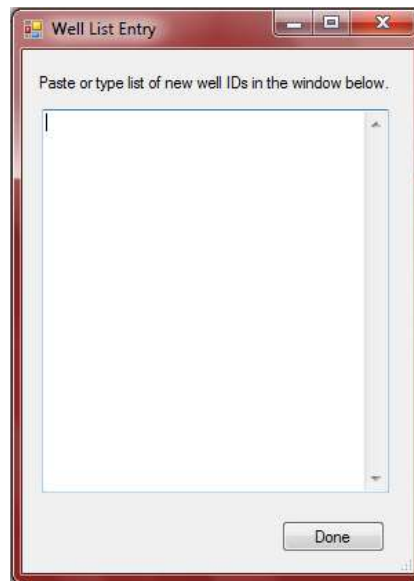 Well List Entry
Paste or type list of new well IDs in the window below.
Done